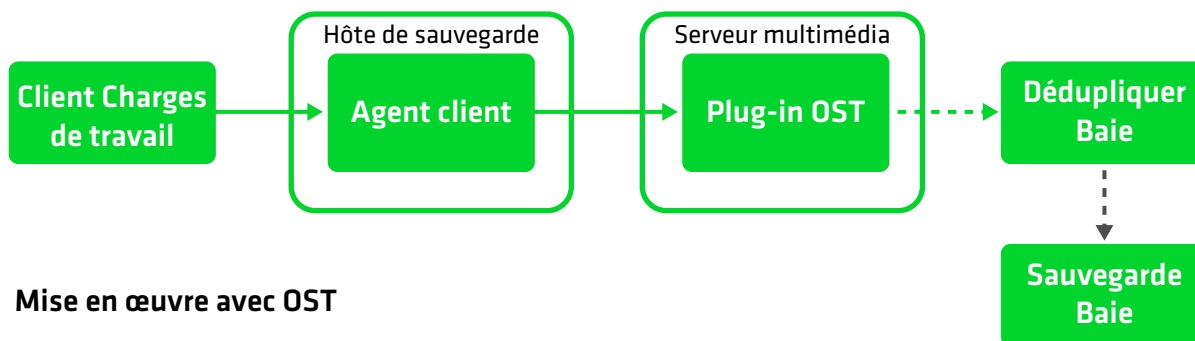 Hôte de sauvegarde
Serveur multimédia
Client Charges
de travail
Agent client
Plug-in OST
Dédupliquer
Baie
Sauvegarde
Baie
Mise en œuvre avec OST